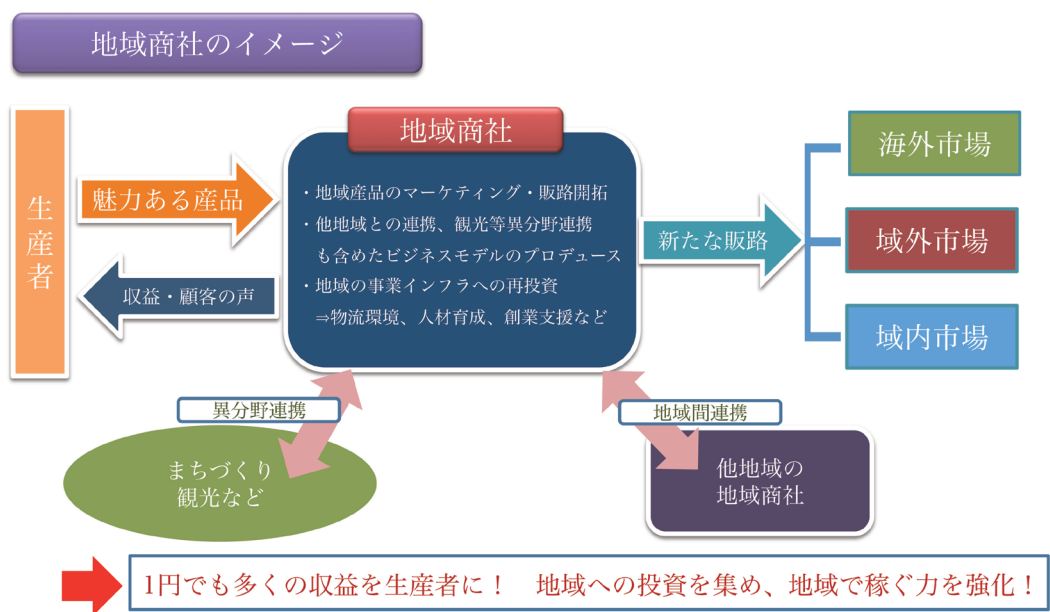 地域商社のイメージ
生産者
魅力ある産品
収益・顧客の声
地域商社
・地域産品のマーケティング・販路開拓
・他地域との連携、観光等異分野連携
も含めたビジネスモデルのプロデュース
・地域の事業インフラへの再投資
⇒物流環境、人材育成、創業支援など
新たな販路
海外市場
域外市場
域内市場
異分野連携
まちづくり
観光など
地域間連携
他地域の
地域商社
1円でも多くの収益を生産者に！　地域への投資を集め、地域で稼ぐ力を強化！